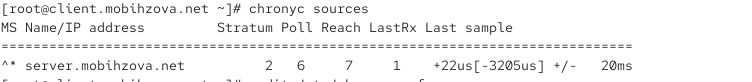 [root@client.mobihzova.net ~]# chronyc sources
MS Name/IP address         Stratum Poll Reach LastRx Last sample
===============================================================================
^* server.mobihzova.net          2   6     7     1    +22us[-3205us] +/-   20ms